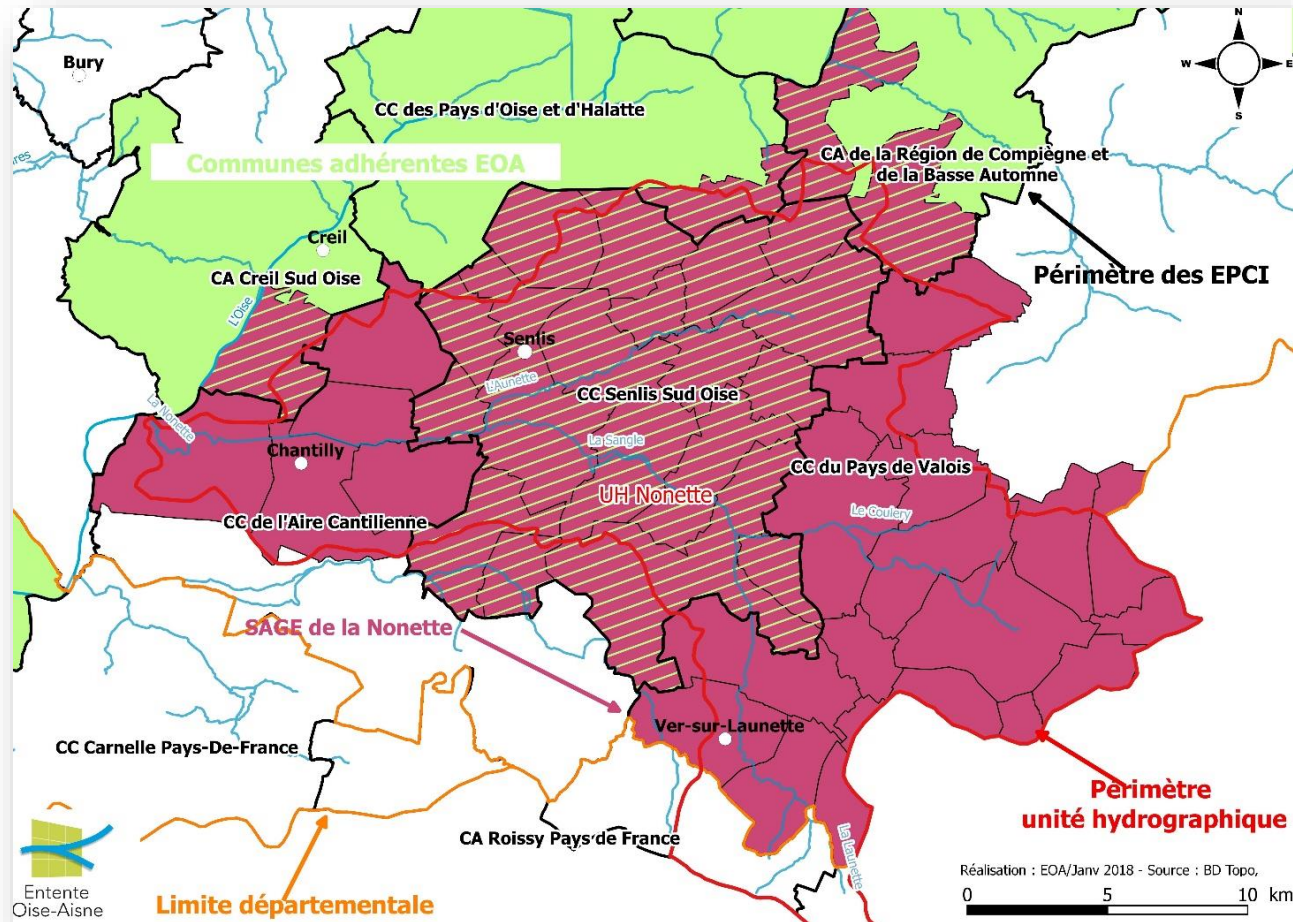 N
W
E
S
Bury
CC des Pays d'Oise et d'Halatte
Communes adhérentes EOA
CA de la Région de Compiègne et
de la Basse Automne
Creil
CA Creil Sud Oise
Périmètre des EPCI
L'Oise
Senlis
L'Aunette
CC Senlis Sud Oise
La Nonette
La Sangle
Chantilly
CC du Pays de Valois
UH Nonette
Le Coulery
CC de l'Aire Cantilienne
SAGE de la Nonette
Ver-sur-Launette
CC Carnelle Pays-De-France
Périmètre
unité hydrographique
CA Roissy Pays de France
La Launette
Entente
Oise-Aisne
Limite départementale
Réalisation : EOA/Janv 2018 - Source : BD Topo,
0 5 10 km